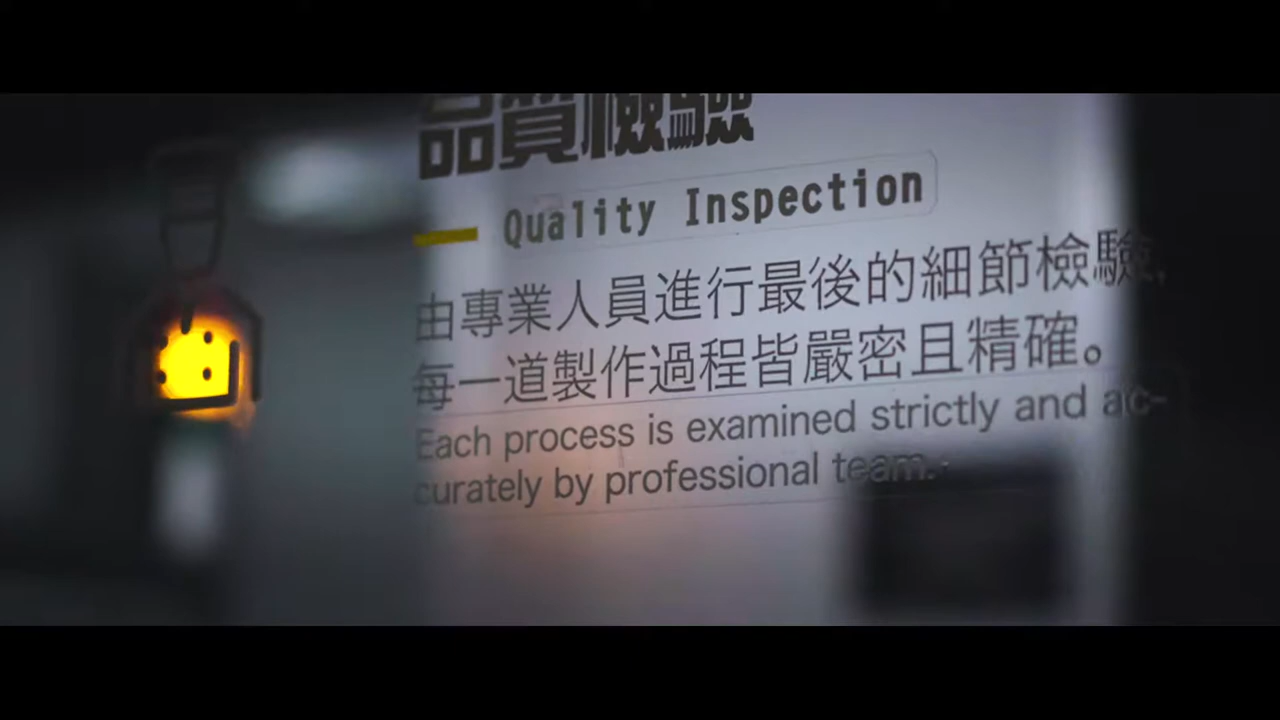 品質檢驗
Quality Inspection
由專業人員進行最後的細節檢驗，
每一道製作過程皆嚴密且精確。
Each process is examined strictly and ac-
curately by professional team.